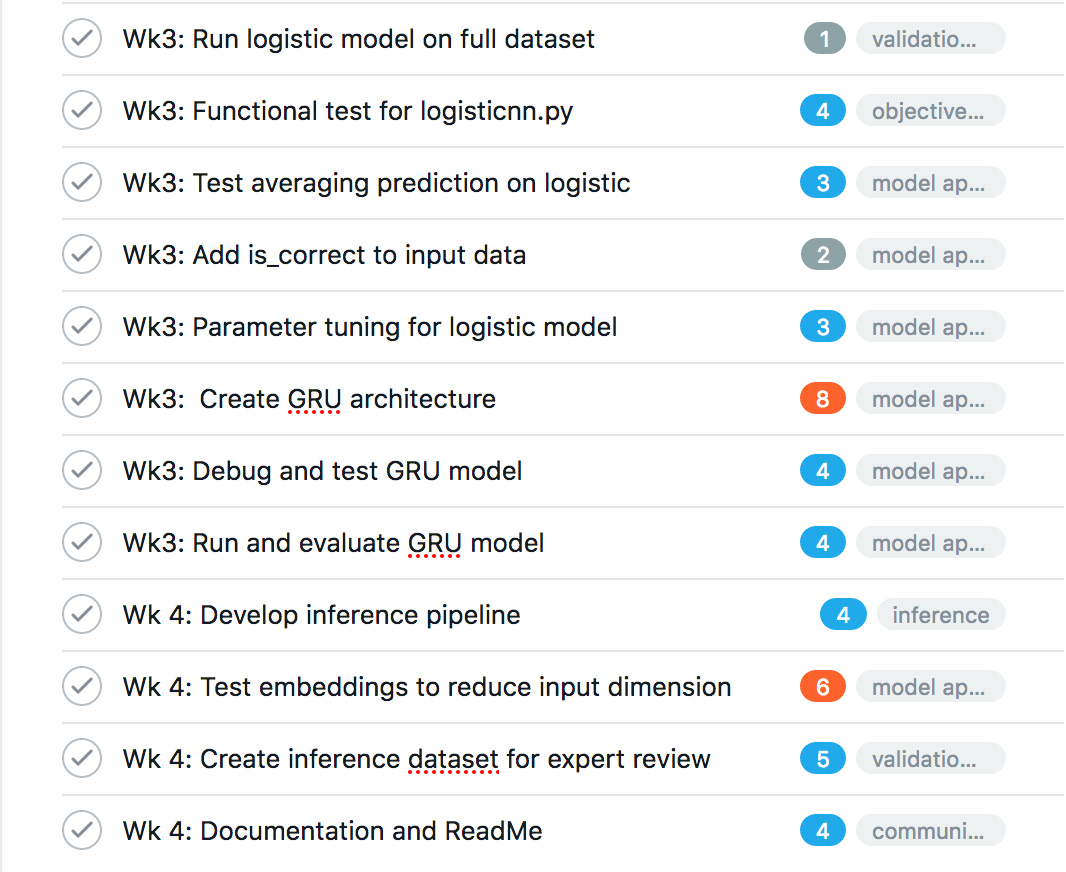 Wk3: Run logistic model on full dataset 1 validatio...
Wk3: Functional test for logisticnn.py 4 objective...
Wk3: Test averaging prediction on logistic 3 model ap...
Wk3: Add is_correct to input data 2 model ap...
Wk3: Parameter tuning for logistic model 3 model ap...
Wk3:  Create GRU architecture 8 model ap...
Wk3: Debug and test GRU model 4 model ap...
Wk3: Run and evaluate GRU model 4 model ap...
Wk 4: Develop inference pipeline 4 inference
Wk 4: Test embeddings to reduce input dimension 6 model ap...
Wk 4: Create inference dataset for expert review 5 validatio...
Wk 4: Documentation and ReadMe 4 communi...